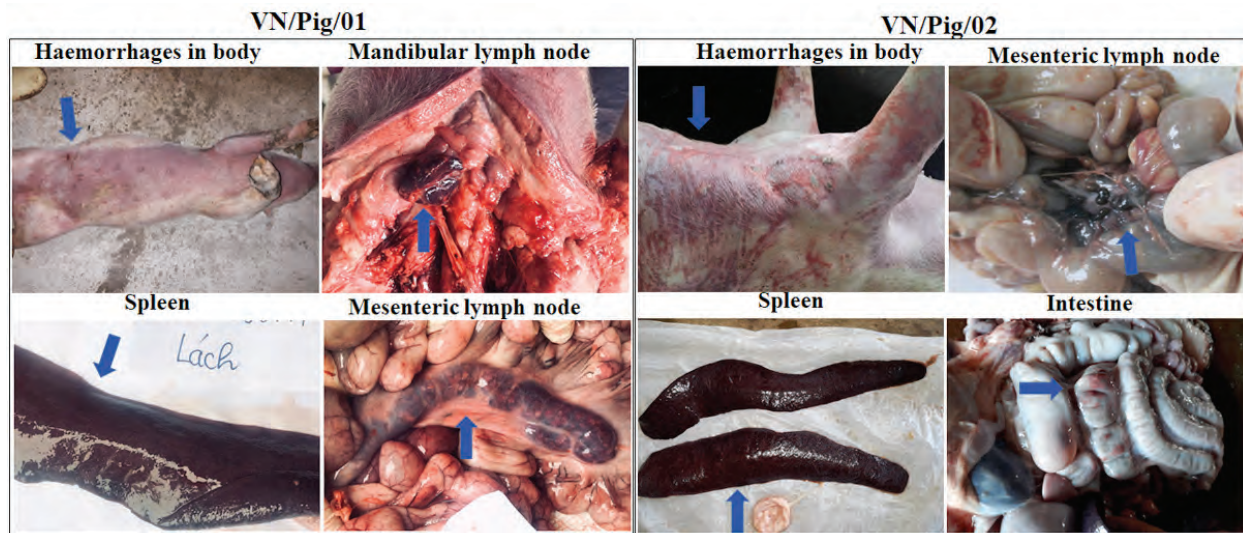 VN/Pig/01
Haemorrhages in body
Mandibular lymph node
Spleen
Lách
Mesenteric lymph node
VN/Pig/02
Haemorrhages in body
Mesenteric lymph node
Spleen
Intestine